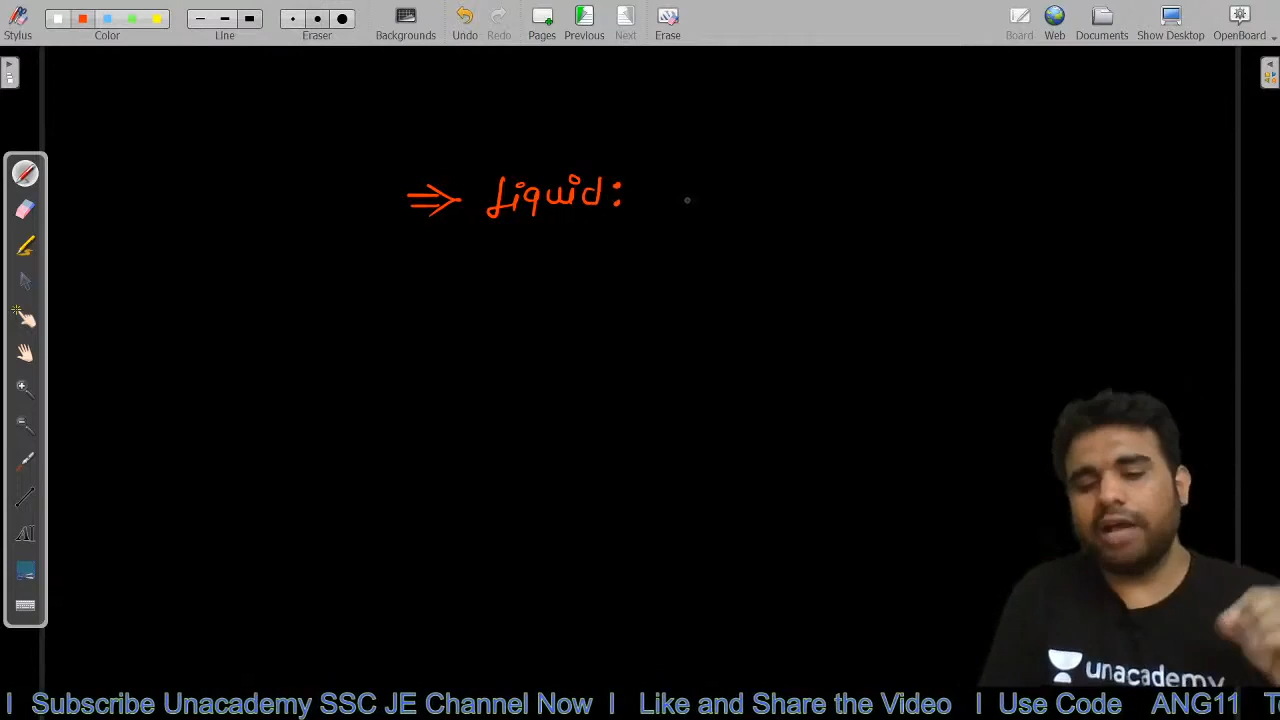 Stylus Color Line Eraser Backgrounds Undo Redo Pages Previous Next Erase Board Web Documents Show Desktop OpenBoard
⇒ Liquid:
AI
unacademy
I Subscribe Unacademy SSC JE Channel Now I Like and Share the Video I Use Code ANG11 I